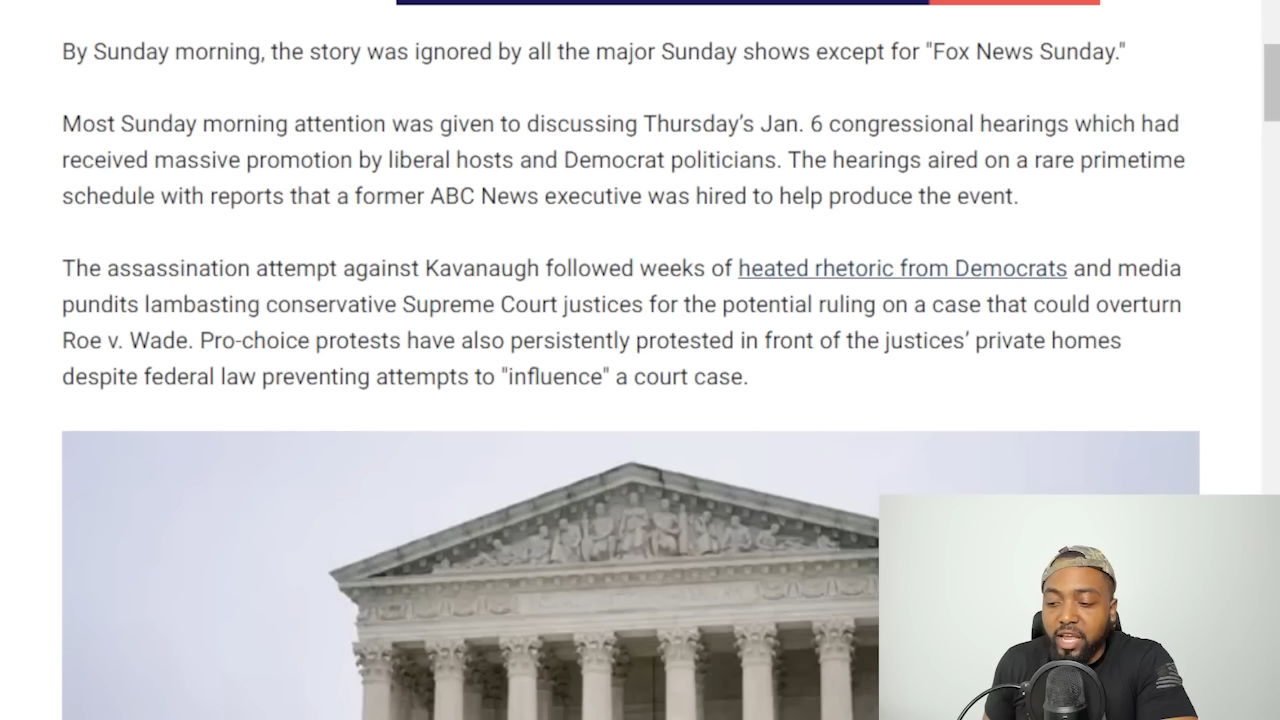 By Sunday morning, the story was ignored by all the major Sunday shows except for "Fox News Sunday."
Most Sunday morning attention was given to discussing Thursday’s Jan. 6 congressional hearings which had
received massive promotion by liberal hosts and Democrat politicians. The hearings aired on a rare primetime
schedule with reports that a former ABC News executive was hired to help produce the event.
The assassination attempt against Kavanaugh followed weeks of heated rhetoric from Democrats and media
pundits lambasting conservative Supreme Court justices for the potential ruling on a case that could overturn
Roe v. Wade. Pro-choice protests have also persistently protested in front of the justices’ private homes
despite federal law preventing attempts to "influence" a court case.